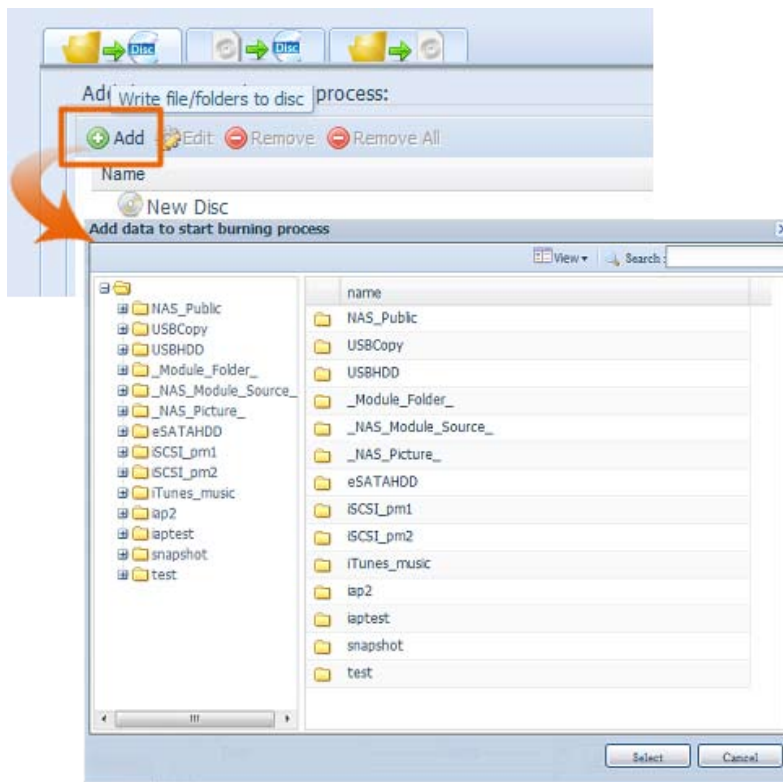 Disc Disc
Add process:
Write file/folders to disc
Add Edit Remove Remove All
Name
New Disc
Add data to start burning process
View Search :
NAS_Public
USBCopy
USBHDD
_Module_Folder_
_NAS_Module_Source_
_NAS_Picture_
eSATAHDD
iSCSI_pm1
iSCSI_pm2
iTunes_music
iap2
iaptest
snapshot
test
name
NAS_Public
USBCopy
USBHDD
_Module_Folder_
_NAS_Module_Source_
_NAS_Picture_
eSATAHDD
iSCSI_pm1
iSCSI_pm2
iTunes_music
iap2
iaptest
snapshot
test
Select Cancel